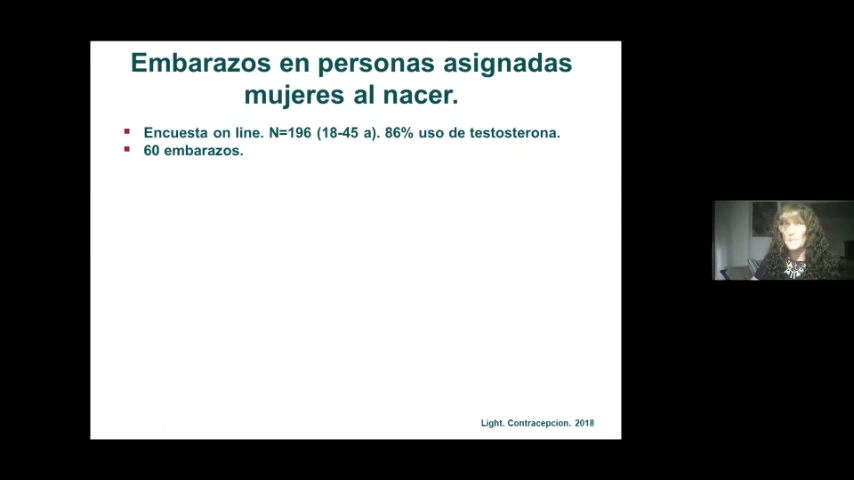 Embarazos en personas asignadas
mujeres al nacer.
Encuesta on line. N=196 (18-45 a). 86% uso de testosterona.
60 embarazos.
Light. Contracepcion. 2018